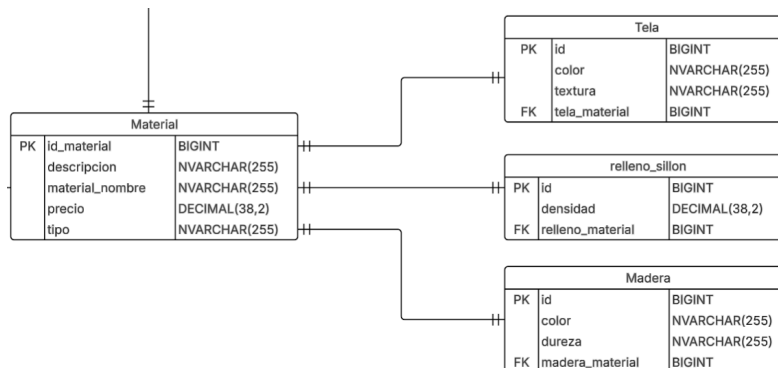 Tela
PK id BIGINT
color NVARCHAR(255)
textura NVARCHAR(255)
FK tela_material BIGINT
Material
PK id_material BIGINT
descripcion NVARCHAR(255)
material_nombre NVARCHAR(255)
precio DECIMAL(38,2)
tipo NVARCHAR(255)
relleno_sillon
PK id BIGINT
densidad DECIMAL(38,2)
FK relleno_material BIGINT
Madera
PK id BIGINT
color NVARCHAR(255)
dureza NVARCHAR(255)
FK madera_material BIGINT